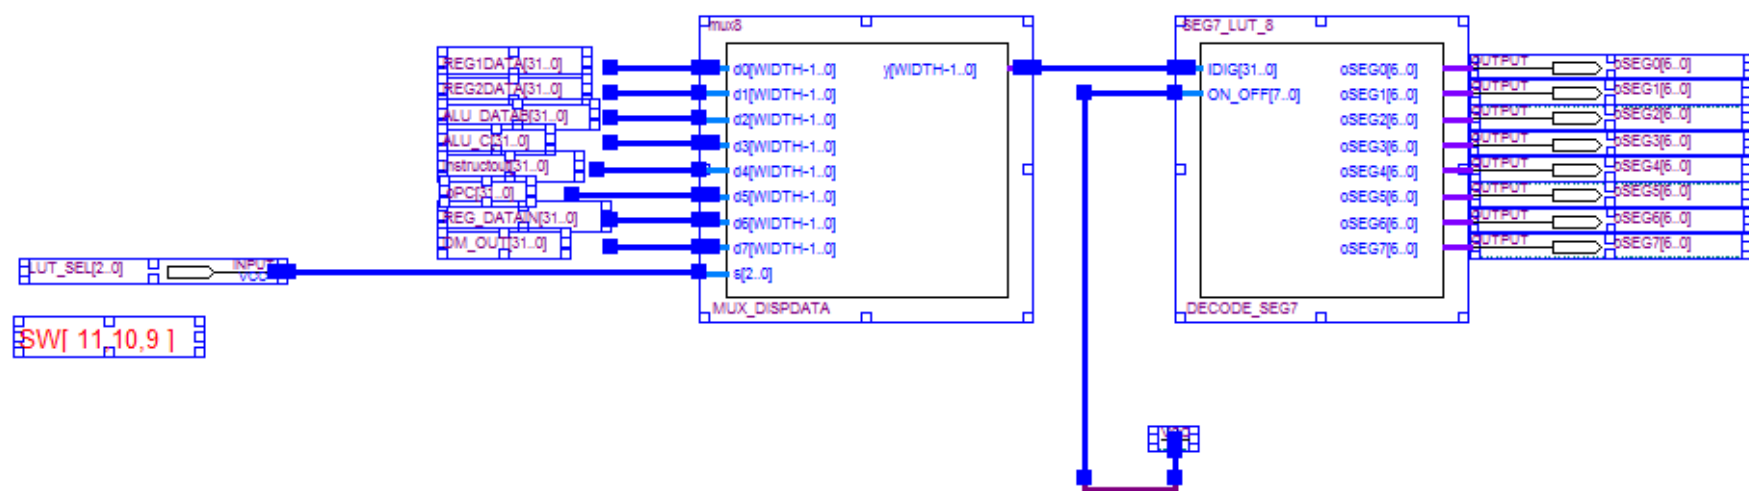 mux8
SEG7_LUT_8
REG1DATA[31..0]
d0[WIDTH-1..0]
y[WIDTH-1..0]
IDIG[31..0]
oSEG0[6..0]
OUTPUT
oSEG0[6..0]
REG2DATA[31..0]
d1[WIDTH-1..0]
ON_OFF[7..0]
oSEG1[6..0]
OUTPUT
oSEG1[6..0]
ALU_DATAB[31..0]
d2[WIDTH-1..0]
oSEG2[6..0]
OUTPUT
oSEG2[6..0]
ALU_C[31..0]
d3[WIDTH-1..0]
oSEG3[6..0]
OUTPUT
oSEG3[6..0]
instructout[31..0]
d4[WIDTH-1..0]
oSEG4[6..0]
OUTPUT
oSEG4[6..0]
oPC[31..0]
d5[WIDTH-1..0]
oSEG5[6..0]
OUTPUT
oSEG5[6..0]
REG_DATAIN[31..0]
d6[WIDTH-1..0]
oSEG6[6..0]
OUTPUT
oSEG6[6..0]
DM_OUT[31..0]
d7[WIDTH-1..0]
oSEG7[6..0]
OUTPUT
oSEG7[6..0]
LUT_SEL[2..0]
INPUT
VCC
s[2..0]
MUX_DISPDATA
DECODE_SEG7
SW[ 11,10,9 ]